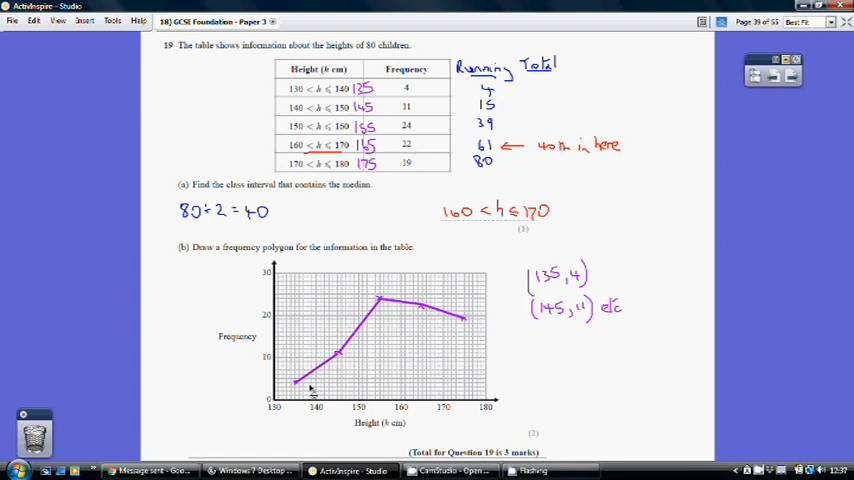 ActivInspire - Studio
File Edit View Insert Tools Help
18) GCSE Foundation - Paper 3
Page 39 of 55
Best Fit
19 The table shows information about the heights of 80 children.
Running Total
Height (h cm) Frequency
130 < h ⩽ 140 135 4 4
140 < h ⩽ 150 145 11 15
150 < h ⩽ 160 155 24 39
160 < h ⩽ 170 165 22 61 ← 40th in here
170 < h ⩽ 180 175 19 80
(a) Find the class interval that contains the median.
80÷2=40
160 < h ⩽ 170
(1)
(b) Draw a frequency polygon for the information in the table.
(135,4)
(145,11) etc
30
20
Frequency
10
0
130 140 150 160 170 180
Height (h cm)
(2)
(Total for Question 19 is 3 marks)
Message sent - Goo...
Windows 7 Desktop ...
ActivInspire - Studio
CamStudio - Open ...
Flashing
12:37